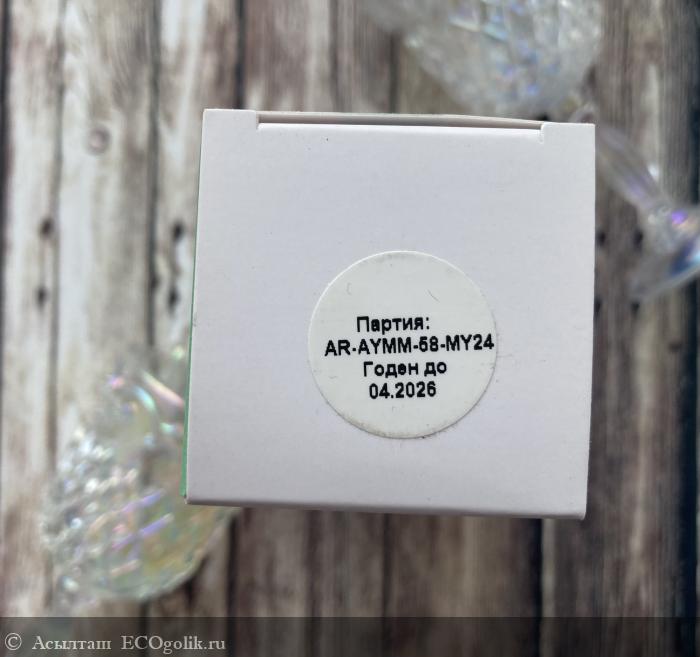 Партия:
AR-AYMM-58-MY24
Годен до
04.2026
© Асылташ ECOgolik.ru